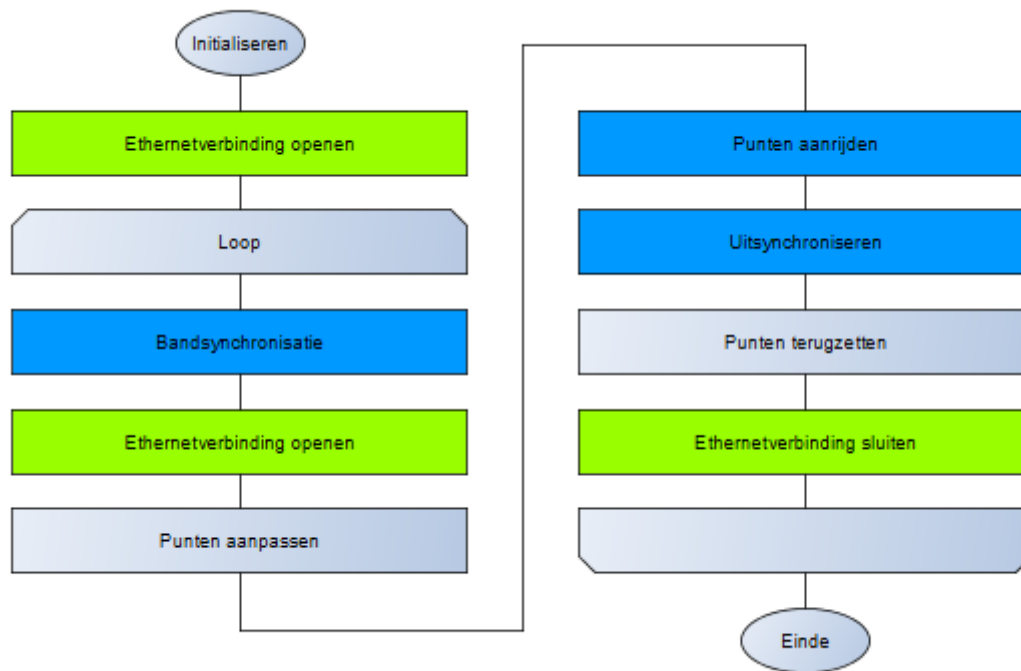 Initialiseren
Ethernetverbinding openen
Loop
Bandsynchronisatie
Ethernetverbinding openen
Punten aanpassen
Punten aanrijden
Uitsynchroniseren
Punten terugzetten
Ethernetverbinding sluiten
Einde